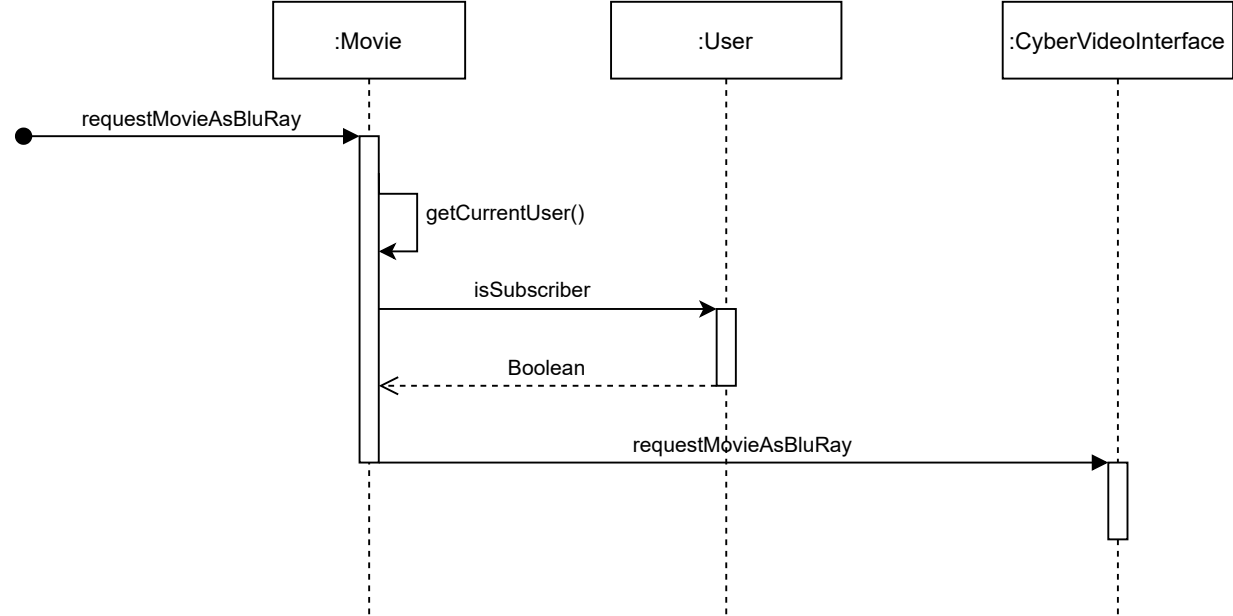 :Movie
:User
:CyberVideoInterface
requestMovieAsBluRay
getCurrentUser()
isSubscriber
Boolean
requestMovieAsBluRay